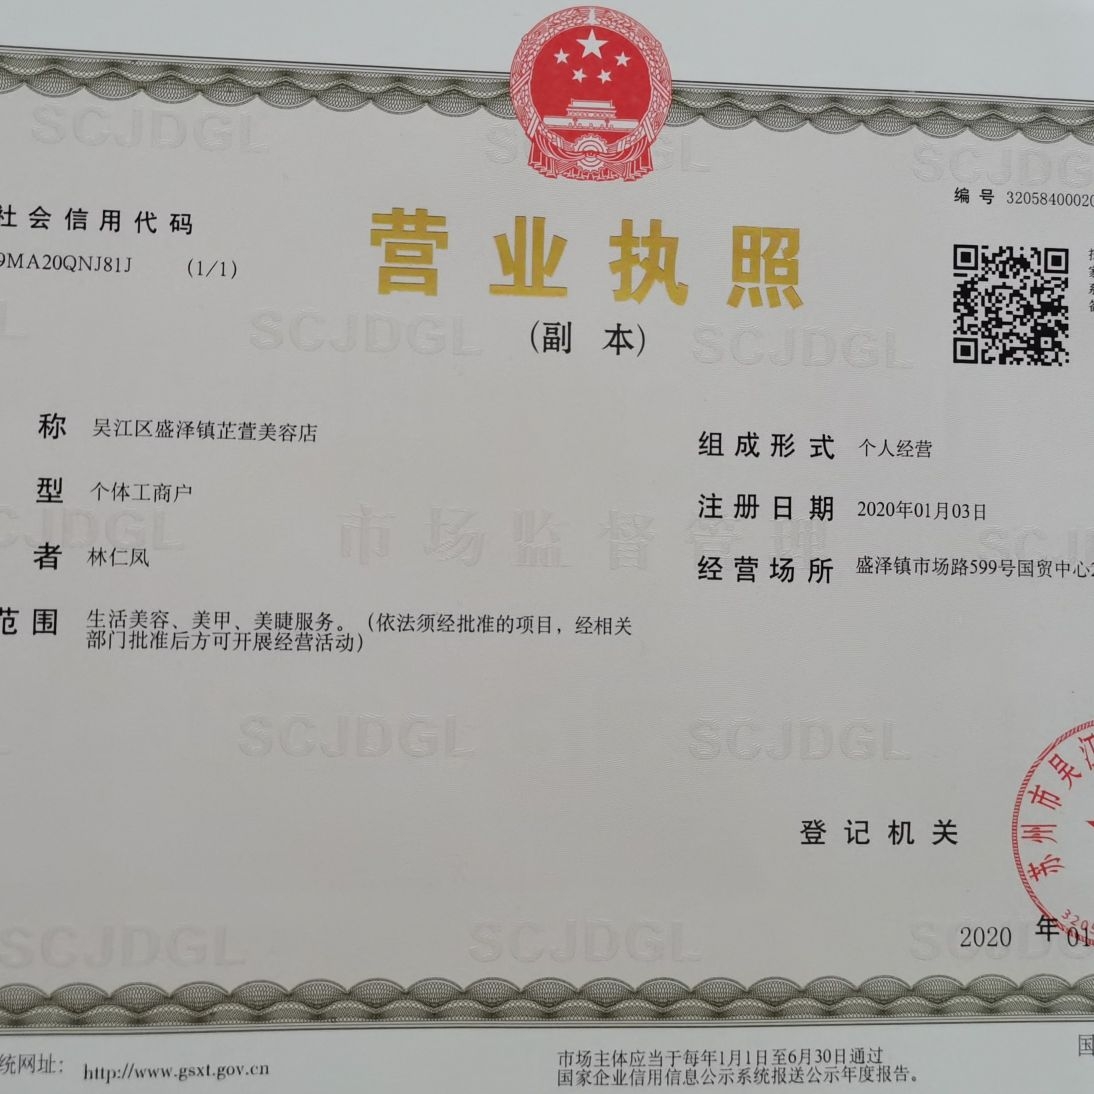 社会信用代码
9MA20QNJ81J (1/1)
编号 32058400020
营业执照
(副 本)
称 吴江区盛泽镇芷萱美容店
型 个体工商户
者 林仁凤
范围 生活美容、美甲、美睫服务。(依法须经批准的项目,经相关
部门批准后方可开展经营活动)
组成形式 个人经营
注册日期 2020年01月03日
经营场所 盛泽镇市场路599号国贸中心
登记机关
苏州市吴江
2020 年 01
统网址: http://www.gsxt.gov.cn
市场主体应当于每年1月1日至6月30日通过
国家企业信用信息公示系统报送公示年度报告。
国
SCJDGL
市场监督管理